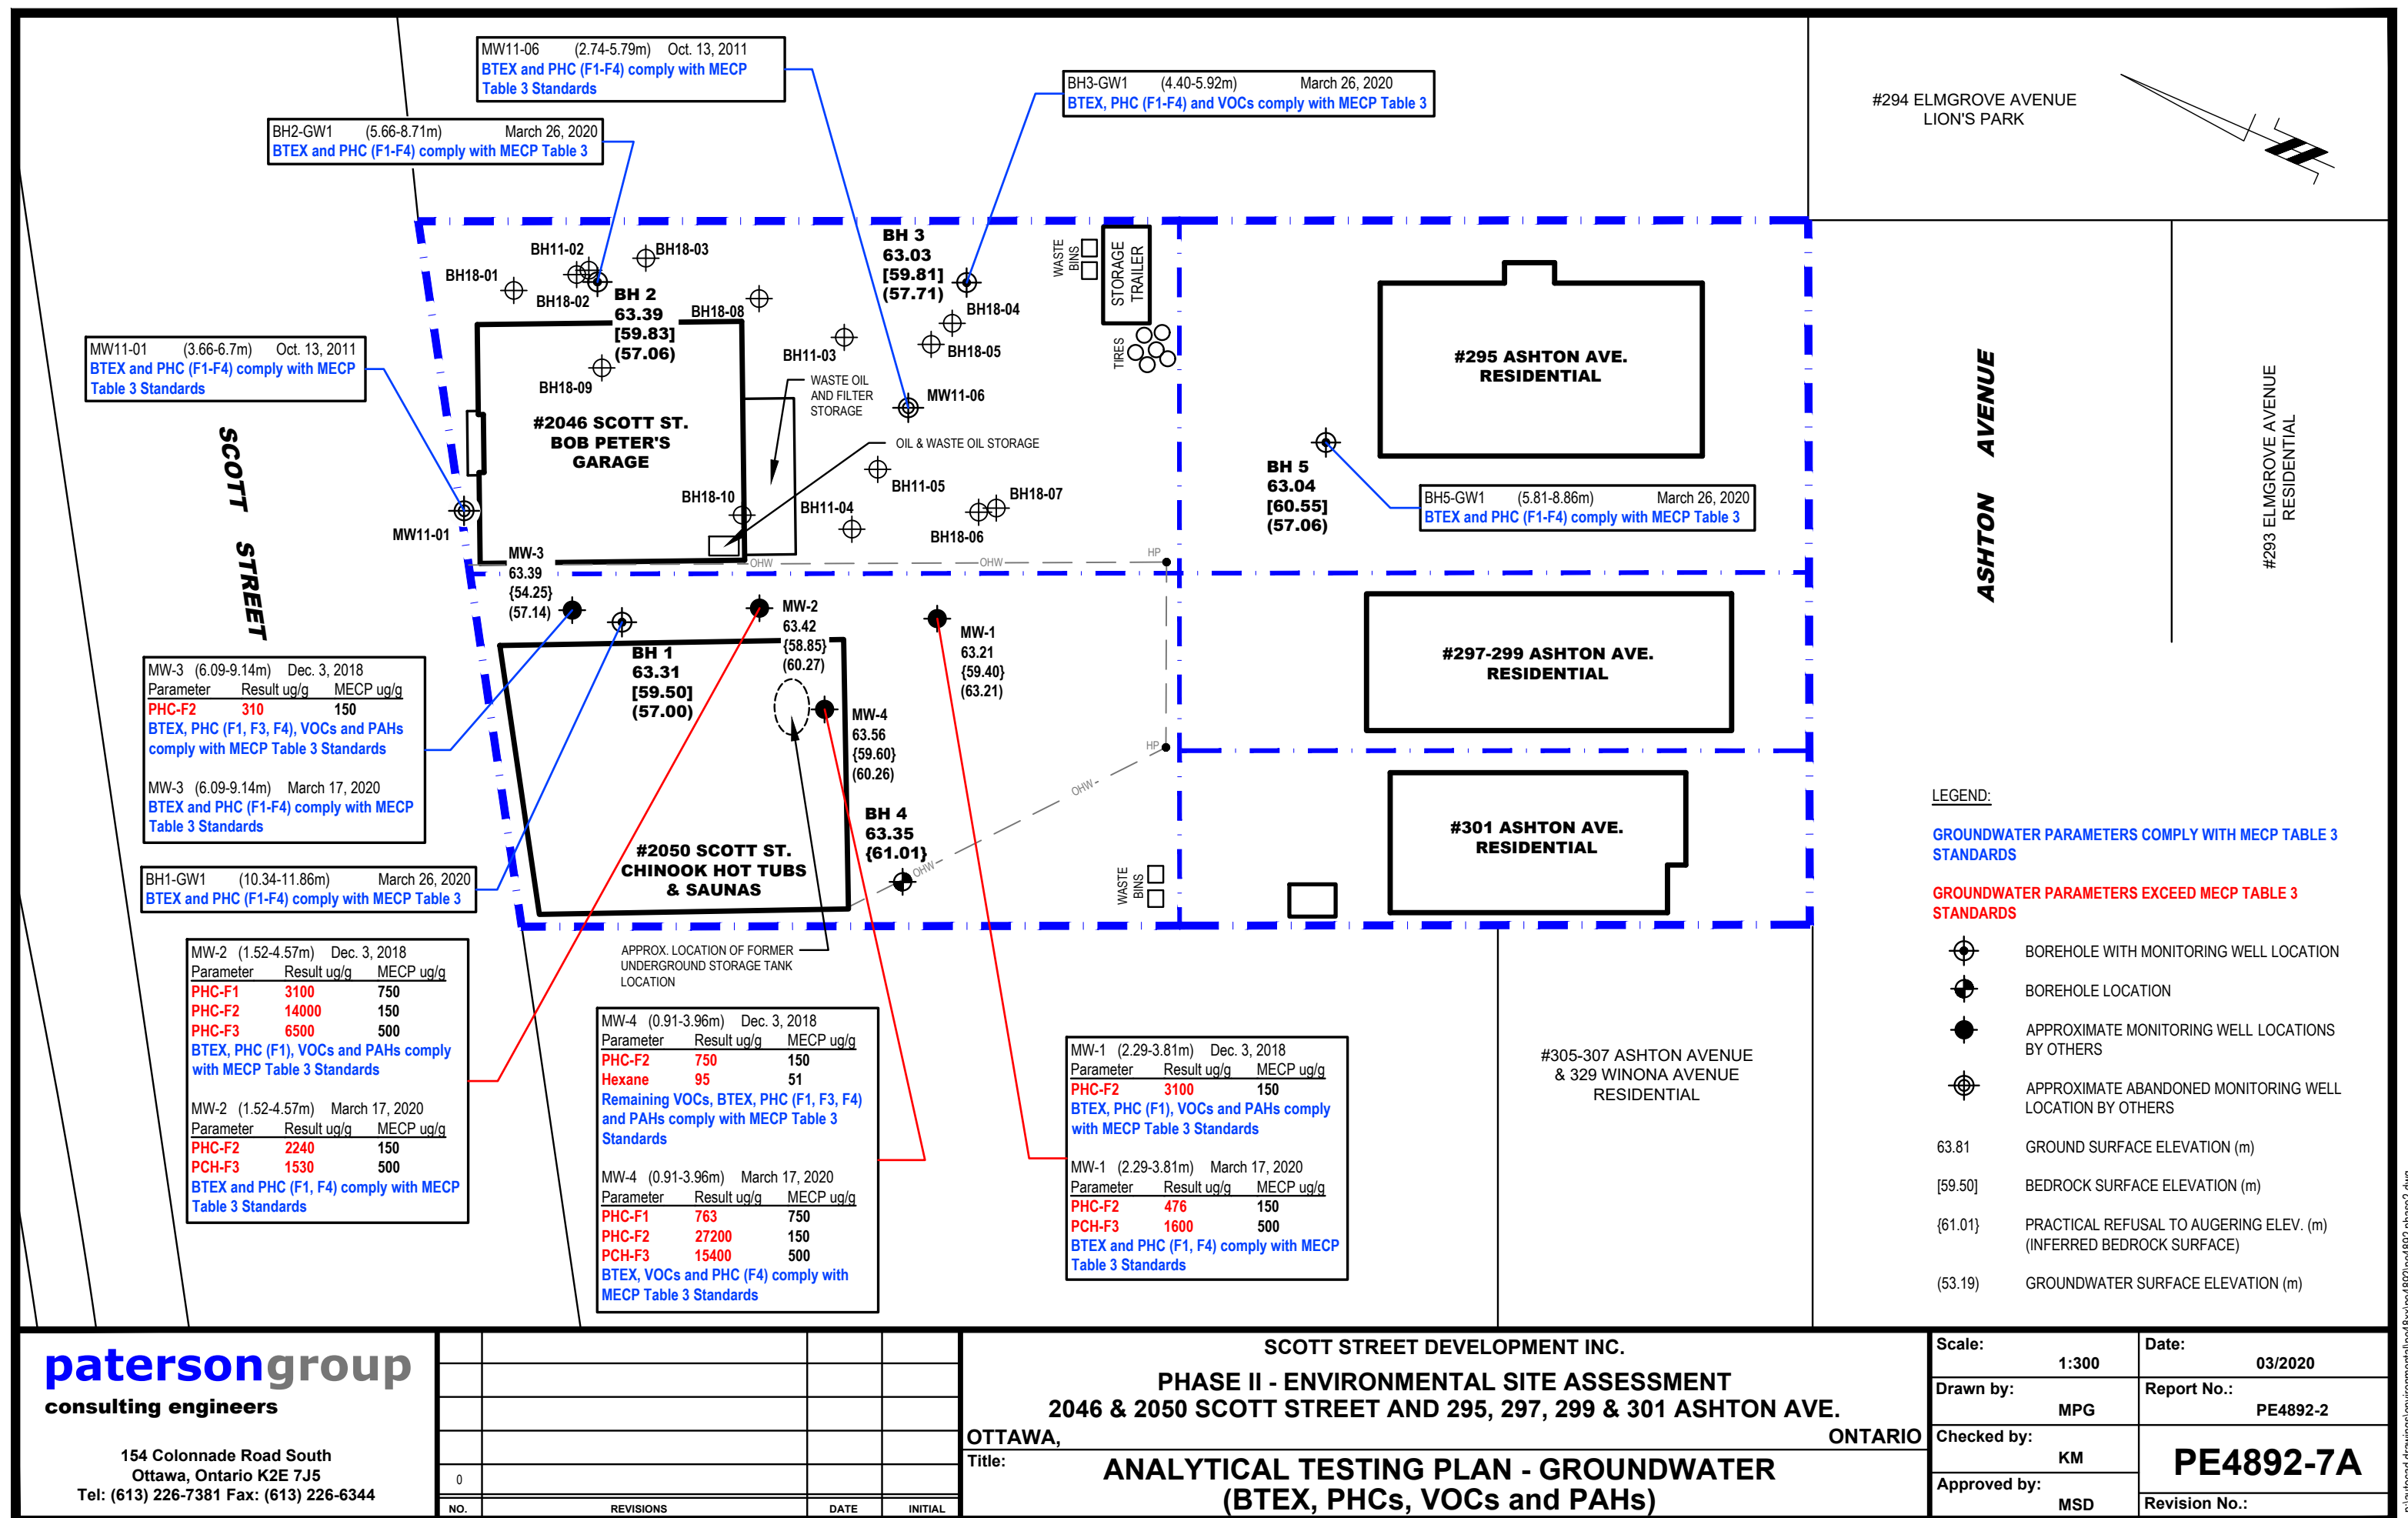 MW11-06 (2.74-5.79m) Oct. 13, 2011
BTEX and PHC (F1-F4) comply with MECP
Table 3 Standards
BH3-GW1 (4.40-5.92m) March 26, 2020
BTEX, PHC (F1-F4) and VOCs comply with MECP Table 3
#294 ELMGROVE AVENUE
LION'S PARK
BH2-GW1 (5.66-8.71m) March 26, 2020
BTEX and PHC (F1-F4) comply with MECP Table 3
BH11-02
BH18-03
BH18-01
BH18-02
BH 2
63.39
[59.83]
(57.06)
BH18-08
BH 3
63.03
[59.81]
(57.71)
BH18-04
BH18-05
WASTE
BINS
STORAGE
TRAILER
TIRES
MW11-01 (3.66-6.7m) Oct. 13, 2011
BTEX and PHC (F1-F4) comply with MECP
Table 3 Standards
BH11-03
BH18-09
WASTE OIL
AND FILTER
STORAGE
MW11-06
#2046 SCOTT ST.
BOB PETER'S
GARAGE
OIL & WASTE OIL STORAGE
#295 ASHTON AVE.
RESIDENTIAL
ASHTON AVENUE
#293 ELMGROVE AVENUE
RESIDENTIAL
SCOTT STREET
BH11-05
BH18-10
BH11-04
BH18-07
BH18-06
MW11-01
BH 5
63.04
[60.55]
(57.06)
BH5-GW1 (5.81-8.86m) March 26, 2020
BTEX and PHC (F1-F4) comply with MECP Table 3
OHW
OHW
HP
MW-3
63.39
{54.25}
(57.14)
MW-2
63.42
{58.85}
(60.27)
MW-1
63.21
{59.40}
(63.21)
BH 1
63.31
[59.50]
(57.00)
MW-4
63.56
{59.60}
(60.26)
#297-299 ASHTON AVE.
RESIDENTIAL
HP
OHW
OHW
MW-3 (6.09-9.14m) Dec. 3, 2018
Parameter Result ug/g MECP ug/g
PHC-F2 310 150
BTEX, PHC (F1, F3, F4), VOCs and PAHs
comply with MECP Table 3 Standards
MW-3 (6.09-9.14m) March 17, 2020
BTEX and PHC (F1-F4) comply with MECP
Table 3 Standards
BH 4
63.35
{61.01}
#2050 SCOTT ST.
CHINOOK HOT TUBS
& SAUNAS
WASTE
BINS
#301 ASHTON AVE.
RESIDENTIAL
BH1-GW1 (10.34-11.86m) March 26, 2020
BTEX and PHC (F1-F4) comply with MECP Table 3
APPROX. LOCATION OF FORMER
UNDERGROUND STORAGE TANK
LOCATION
MW-2 (1.52-4.57m) Dec. 3, 2018
Parameter Result ug/g MECP ug/g
PHC-F1 3100 750
PHC-F2 14000 150
PHC-F3 6500 500
BTEX, PHC (F1), VOCs and PAHs comply
with MECP Table 3 Standards
MW-2 (1.52-4.57m) March 17, 2020
Parameter Result ug/g MECP ug/g
PHC-F2 2240 150
PCH-F3 1530 500
BTEX and PHC (F1, F4) comply with MECP
Table 3 Standards
MW-4 (0.91-3.96m) Dec. 3, 2018
Parameter Result ug/g MECP ug/g
PHC-F2 750 150
Hexane 95 51
Remaining VOCs, BTEX, PHC (F1, F3, F4)
and PAHs comply with MECP Table 3
Standards
MW-4 (0.91-3.96m) March 17, 2020
Parameter Result ug/g MECP ug/g
PHC-F1 763 750
PHC-F2 27200 150
PCH-F3 15400 500
BTEX, VOCs and PHC (F4) comply with
MECP Table 3 Standards
MW-1 (2.29-3.81m) Dec. 3, 2018
Parameter Result ug/g MECP ug/g
PHC-F2 3100 150
BTEX, PHC (F1), VOCs and PAHs comply
with MECP Table 3 Standards
MW-1 (2.29-3.81m) March 17, 2020
Parameter Result ug/g MECP ug/g
PHC-F2 476 150
PCH-F3 1600 500
BTEX and PHC (F1, F4) comply with MECP
Table 3 Standards
#305-307 ASHTON AVENUE
& 329 WINONA AVENUE
RESIDENTIAL
LEGEND:
GROUNDWATER PARAMETERS COMPLY WITH MECP TABLE 3
STANDARDS
GROUNDWATER PARAMETERS EXCEED MECP TABLE 3
STANDARDS
BOREHOLE WITH MONITORING WELL LOCATION
BOREHOLE LOCATION
APPROXIMATE MONITORING WELL LOCATIONS
BY OTHERS
APPROXIMATE ABANDONED MONITORING WELL
LOCATION BY OTHERS
63.81 GROUND SURFACE ELEVATION (m)
[59.50] BEDROCK SURFACE ELEVATION (m)
{61.01} PRACTICAL REFUSAL TO AUGERING ELEV. (m)
(INFERRED BEDROCK SURFACE)
(53.19) GROUNDWATER SURFACE ELEVATION (m)
patersongroup
consulting engineers
154 Colonnade Road South
Ottawa, Ontario K2E 7J5
Tel: (613) 226-7381 Fax: (613) 226-6344
0
NO. REVISIONS DATE INITIAL
SCOTT STREET DEVELOPMENT INC.
PHASE II - ENVIRONMENTAL SITE ASSESSMENT
2046 & 2050 SCOTT STREET AND 295, 297, 299 & 301 ASHTON AVE.
OTTAWA, ONTARIO
Title:
ANALYTICAL TESTING PLAN - GROUNDWATER
(BTEX, PHCs, VOCs and PAHs)
Scale: 1:300
Date: 03/2020
Drawn by: MPG
Report No.: PE4892-2
Checked by: KM
PE4892-7A
Approved by: MSD
Revision No.: